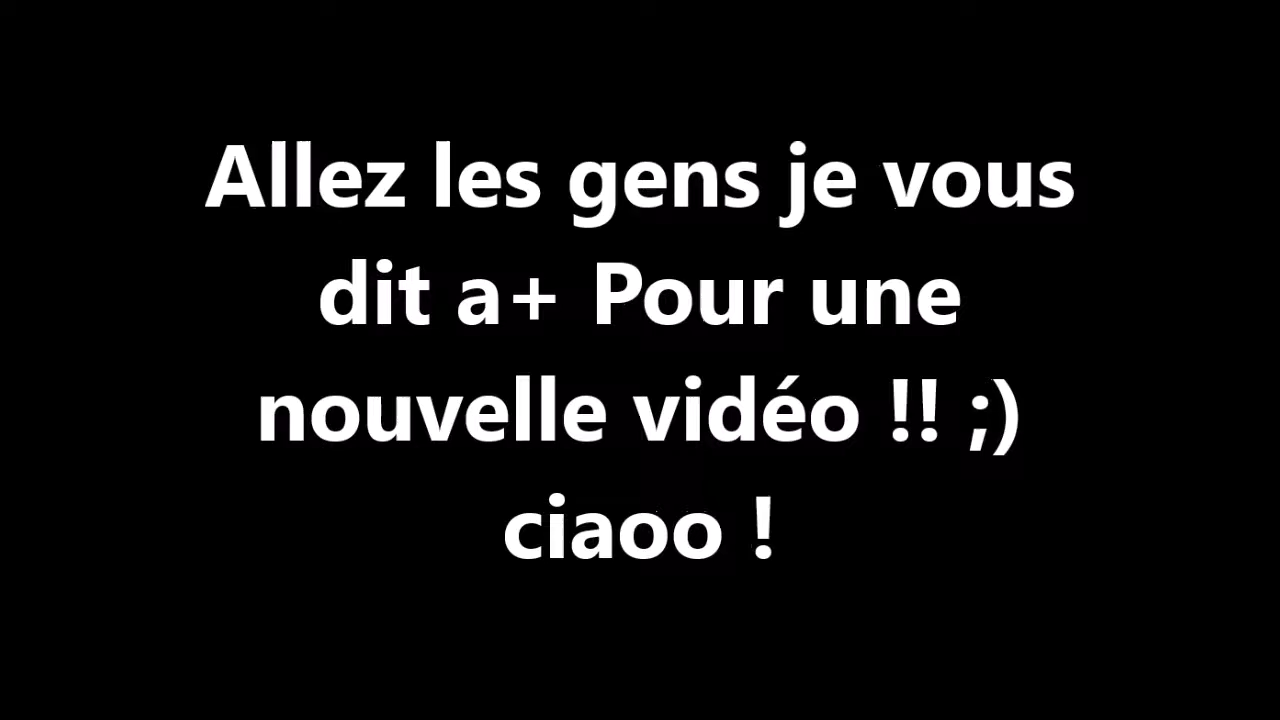 Allez les gens je vous
dit a+ Pour une
nouvelle vidéo !! ;)
ciaoo !